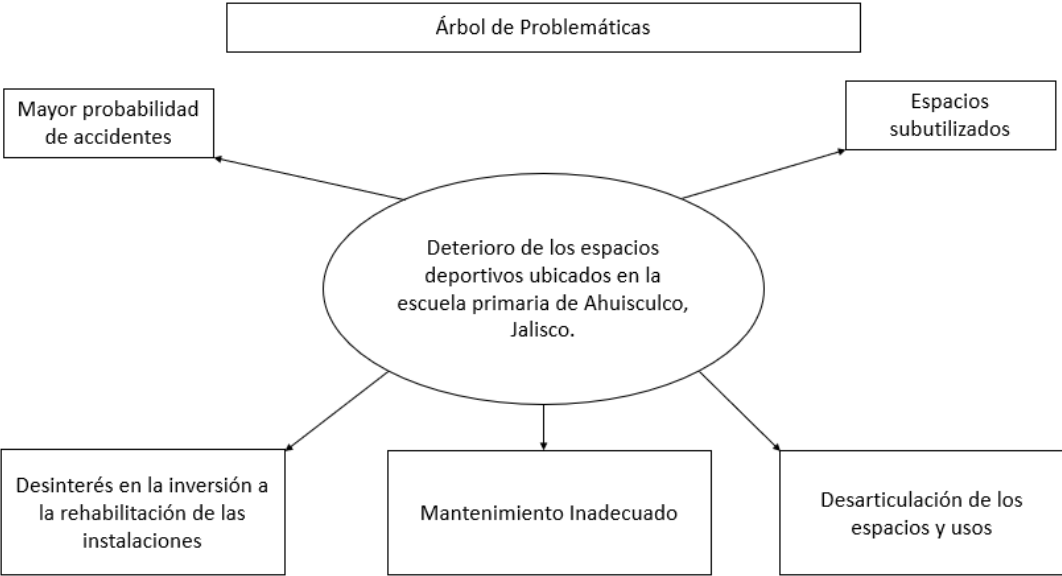 Árbol de Problemáticas
Mayor probabilidad
de accidentes
Espacios
subutilizados
Deterioro de los espacios
deportivos ubicados en la
escuela primaria de Ahuisculco,
Jalisco.
Desinterés en la inversión a
la rehabilitación de las
instalaciones
Mantenimiento Inadecuado
Desarticulación de los
espacios y usos